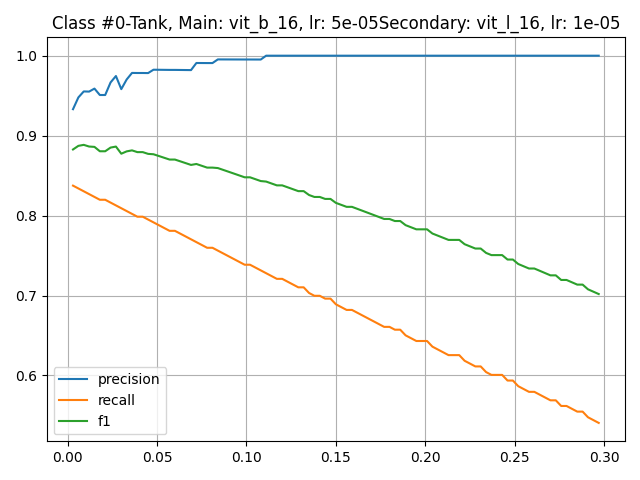 Class #0-Tank, Main: vit_b_16, lr: 5e-05Secondary: vit_l_16, lr: 1e-05
1.0
0.9
0.8
0.7
0.6
precision
recall
f1
0.00 0.05 0.10 0.15 0.20 0.25 0.30